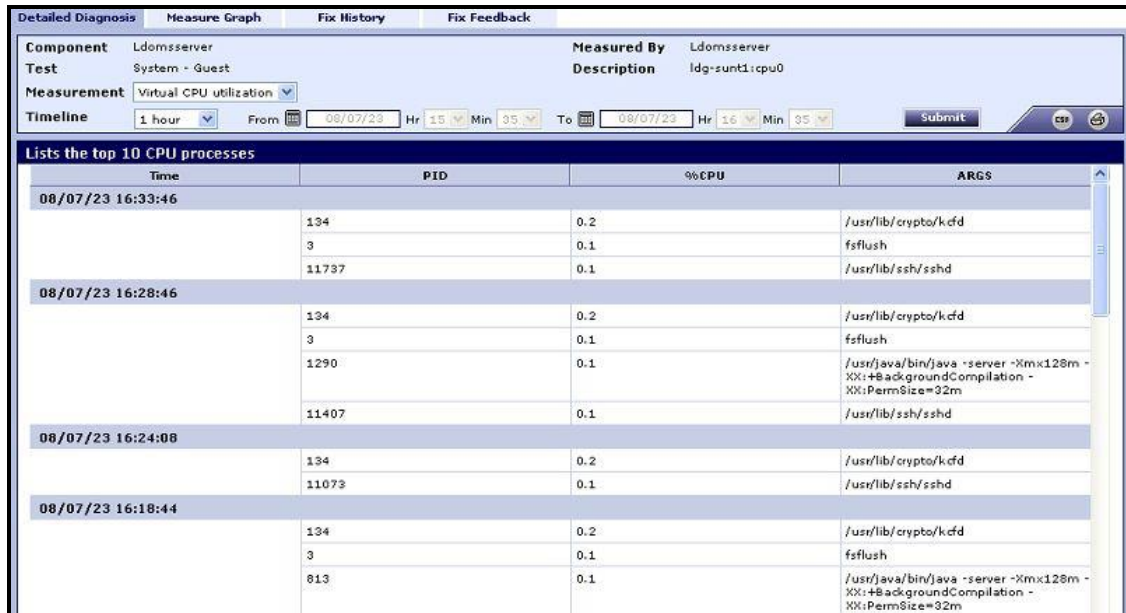 Detailed Diagnosis Measure Graph Fix History Fix Feedback
Component Ldomsserver Measured By Ldomsserver
Test System - Guest Description ldg-sunt1:cpu0
Measurement Virtual CPU utilization
Timeline 1 hour From 08/07/23 Hr 15 Min 35 To 08/07/23 Hr 16 Min 35 Submit CSV
Lists the top 10 CPU processes
Time PID %CPU ARGS
08/07/23 16:33:46
134 0.2 /usr/lib/crypto/kcfd
3 0.1 fsflush
11737 0.1 /usr/lib/ssh/sshd
08/07/23 16:28:46
134 0.2 /usr/lib/crypto/kcfd
3 0.1 fsflush
1290 0.1 /usr/java/bin/java -server -Xmx128m -
XX:+BackgroundCompilation -
XX:PermSize=32m
11407 0.1 /usr/lib/ssh/sshd
08/07/23 16:24:08
134 0.2 /usr/lib/crypto/kcfd
11073 0.1 /usr/lib/ssh/sshd
08/07/23 16:18:44
134 0.2 /usr/lib/crypto/kcfd
3 0.1 fsflush
813 0.1 /usr/java/bin/java -server -Xmx128m -
XX:+BackgroundCompilation -
XX:PermSize=32m